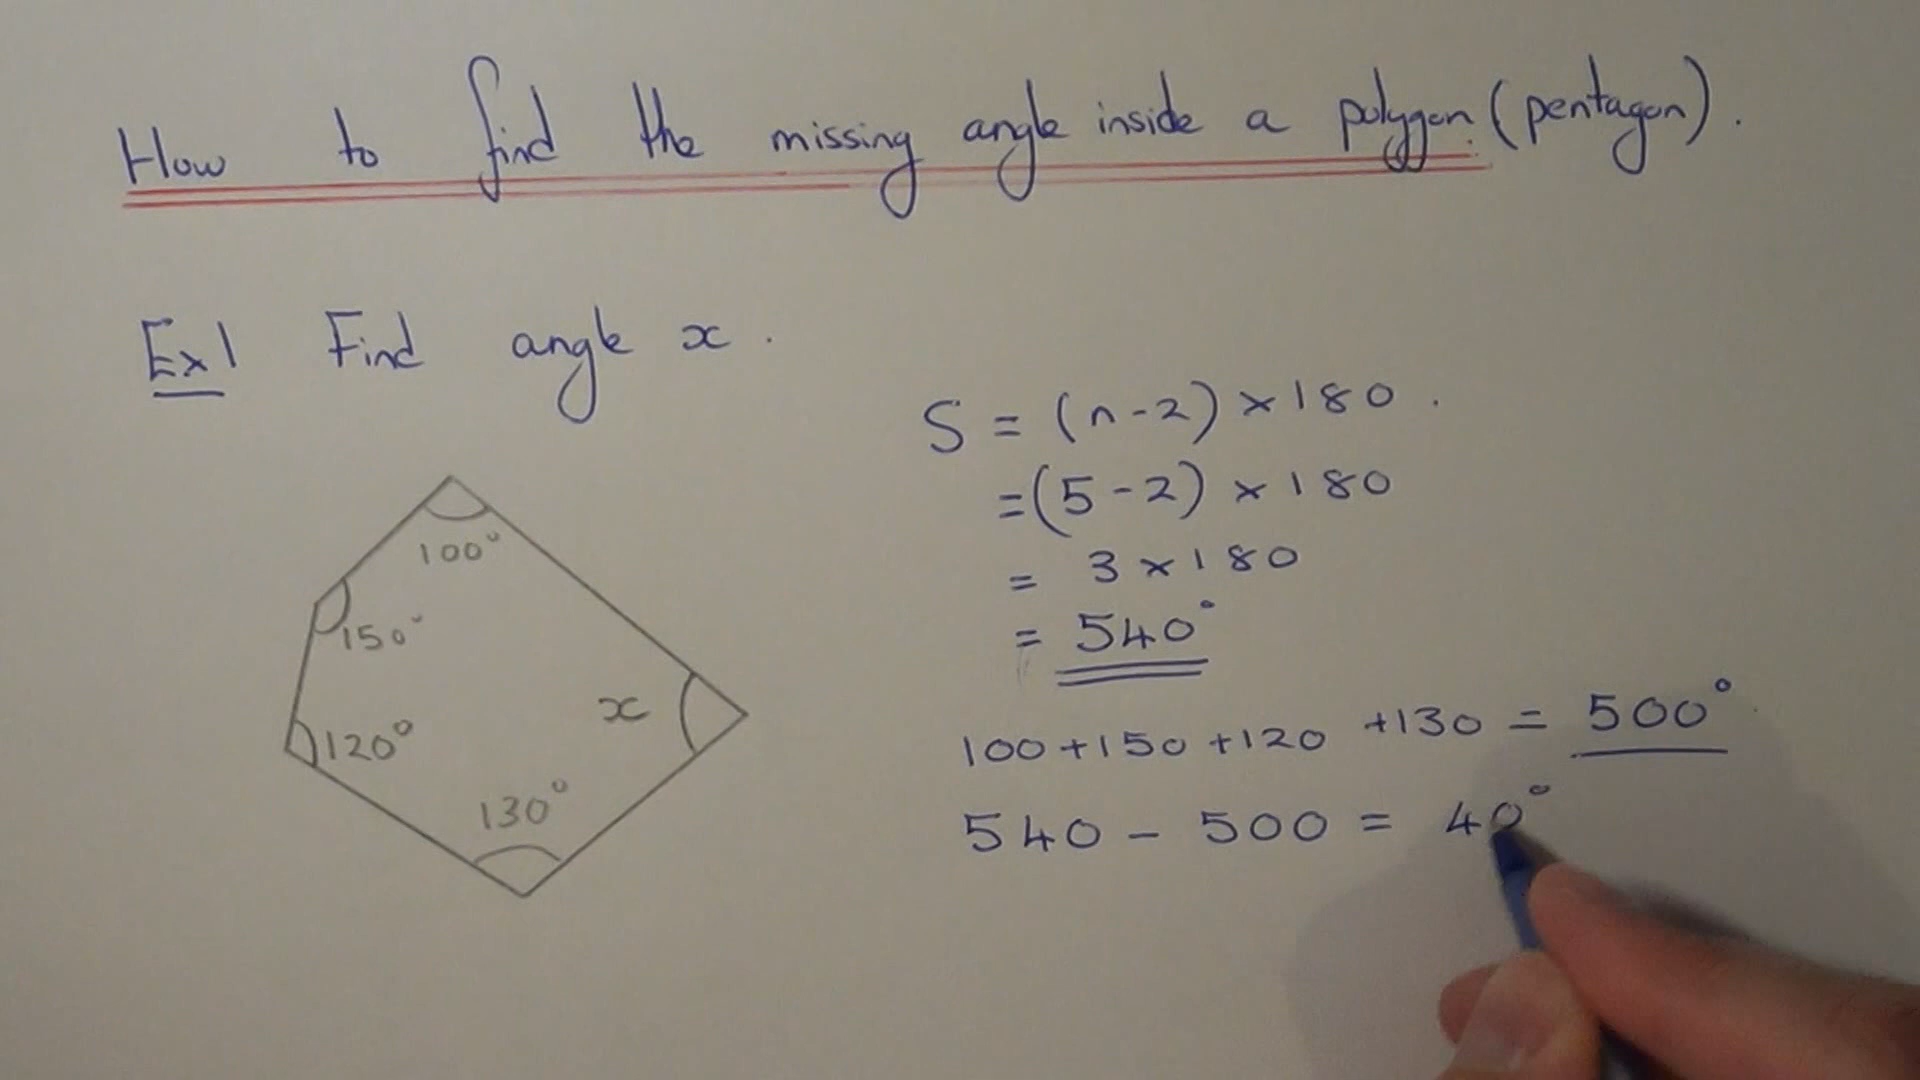 How to find the missing angle inside a polygon. (pentagon).
Ex1 Find angle x.
S = (n-2) × 180.
= (5-2) × 180
= 3 × 180
= 540°
100 + 150 + 120 + 130 = 500°
540 - 500 = 40°
100°
150°
x
120°
130°